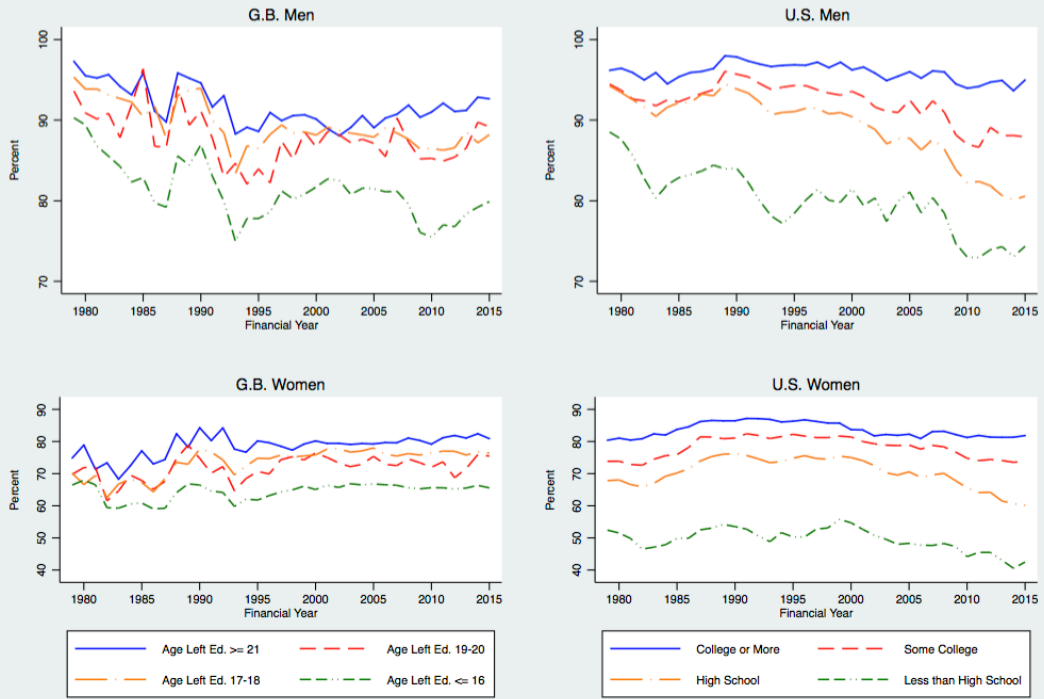 G.B. Men
100
90
80
70
Percent
1980 1985 1990 1995 2000 2005 2010 2015
Financial Year
U.S. Men
100
90
80
70
Percent
1980 1985 1990 1995 2000 2005 2010 2015
Financial Year
G.B. Women
90
80
70
60
50
40
Percent
1980 1985 1990 1995 2000 2005 2010 2015
Financial Year
U.S. Women
90
80
70
60
50
40
Percent
1980 1985 1990 1995 2000 2005 2010 2015
Financial Year
Age Left Ed. >= 21 Age Left Ed. 19-20
Age Left Ed. 17-18 Age Left Ed. <= 16
College or More Some College
High School Less than High School